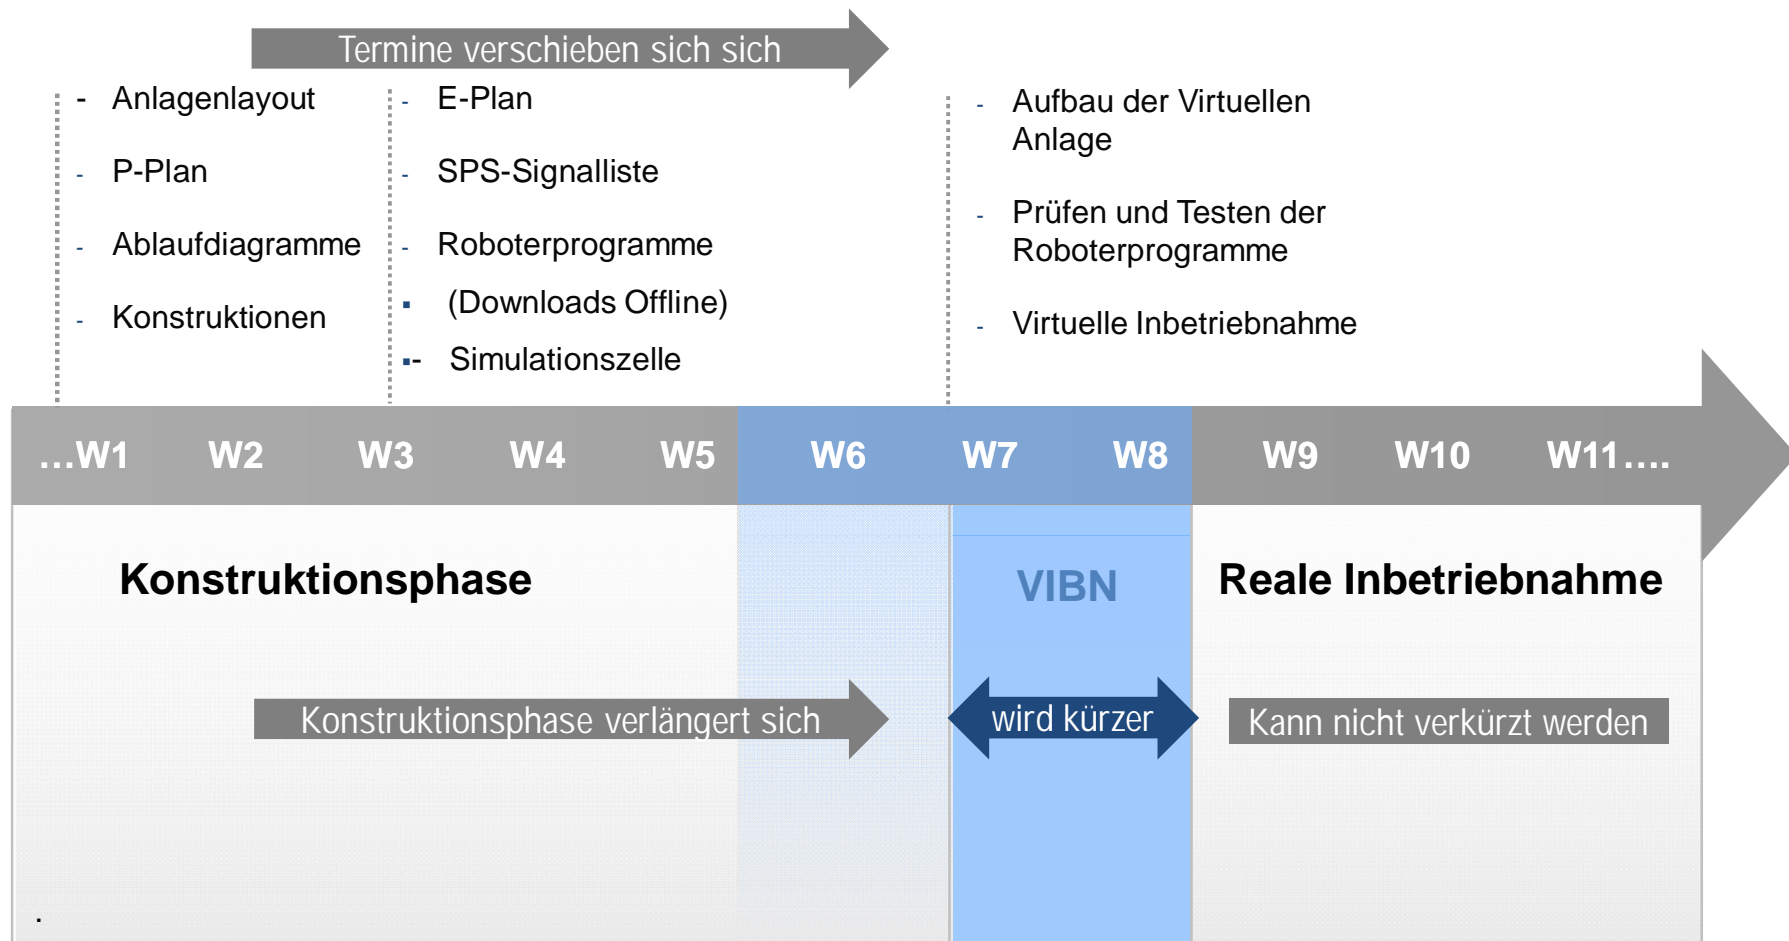 Termine verschieben sich sich
- Anlagenlayout
- P-Plan
- Ablaufdiagramme
- Konstruktionen
- E-Plan
- SPS-Signalliste
- Roboterprogramme
▪ (Downloads Offline)
▪- Simulationszelle
- Aufbau der Virtuellen
Anlage
- Prüfen und Testen der
Roboterprogramme
- Virtuelle Inbetriebnahme
…W1 W2 W3 W4 W5 W6 W7 W8 W9 W10 W11….
Konstruktionsphase
VIBN
Reale Inbetriebnahme
Konstruktionsphase verlängert sich
wird kürzer
Kann nicht verkürzt werden
.